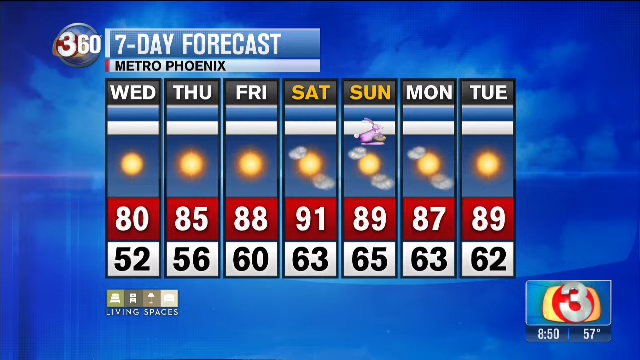 360
7-DAY FORECAST
METRO PHOENIX
WED THU FRI SAT SUN MON TUE
80 85 88 91 89 87 89
52 56 60 63 65 63 62
LIVING SPACES
3
8:50 57°